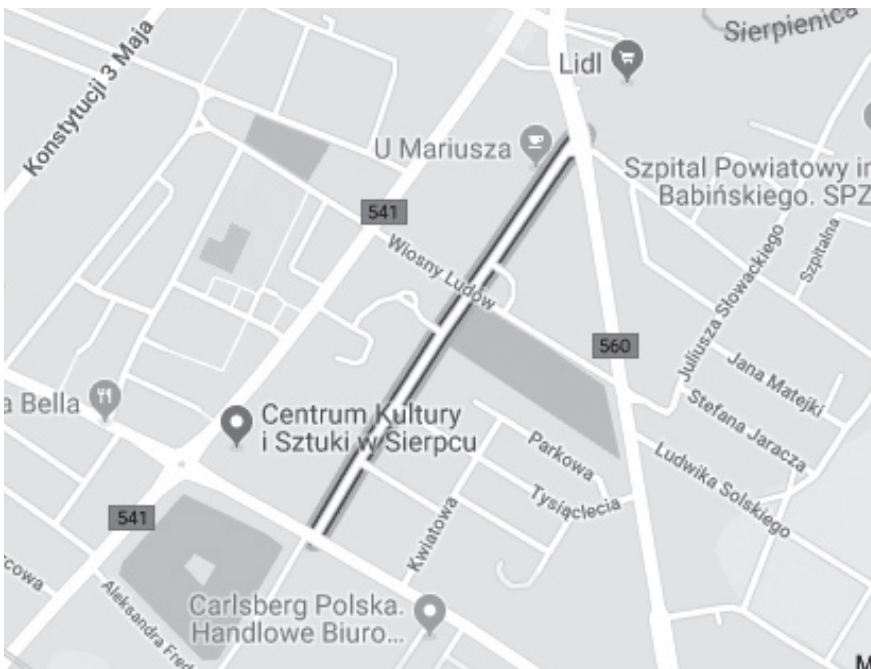 Sierpienica
Konstytucji 3 Maja
Lidl
U Mariusza
Szpital Powiatowy im
Babińskiego. SPZ
541
Wiosny Ludów
Szpitalna
Juliusza Słowackiego
560
Jana Matejki
a Bella
Centrum Kultury
i Sztuki w Sierpcu
Stefana Jaracza
Parkowa
Ludwika Solskiego
Tysiąclecia
541
Kwiatowa
rcowa
Aleksandra Fred
Carlsberg Polska.
Handlowe Biuro...
M